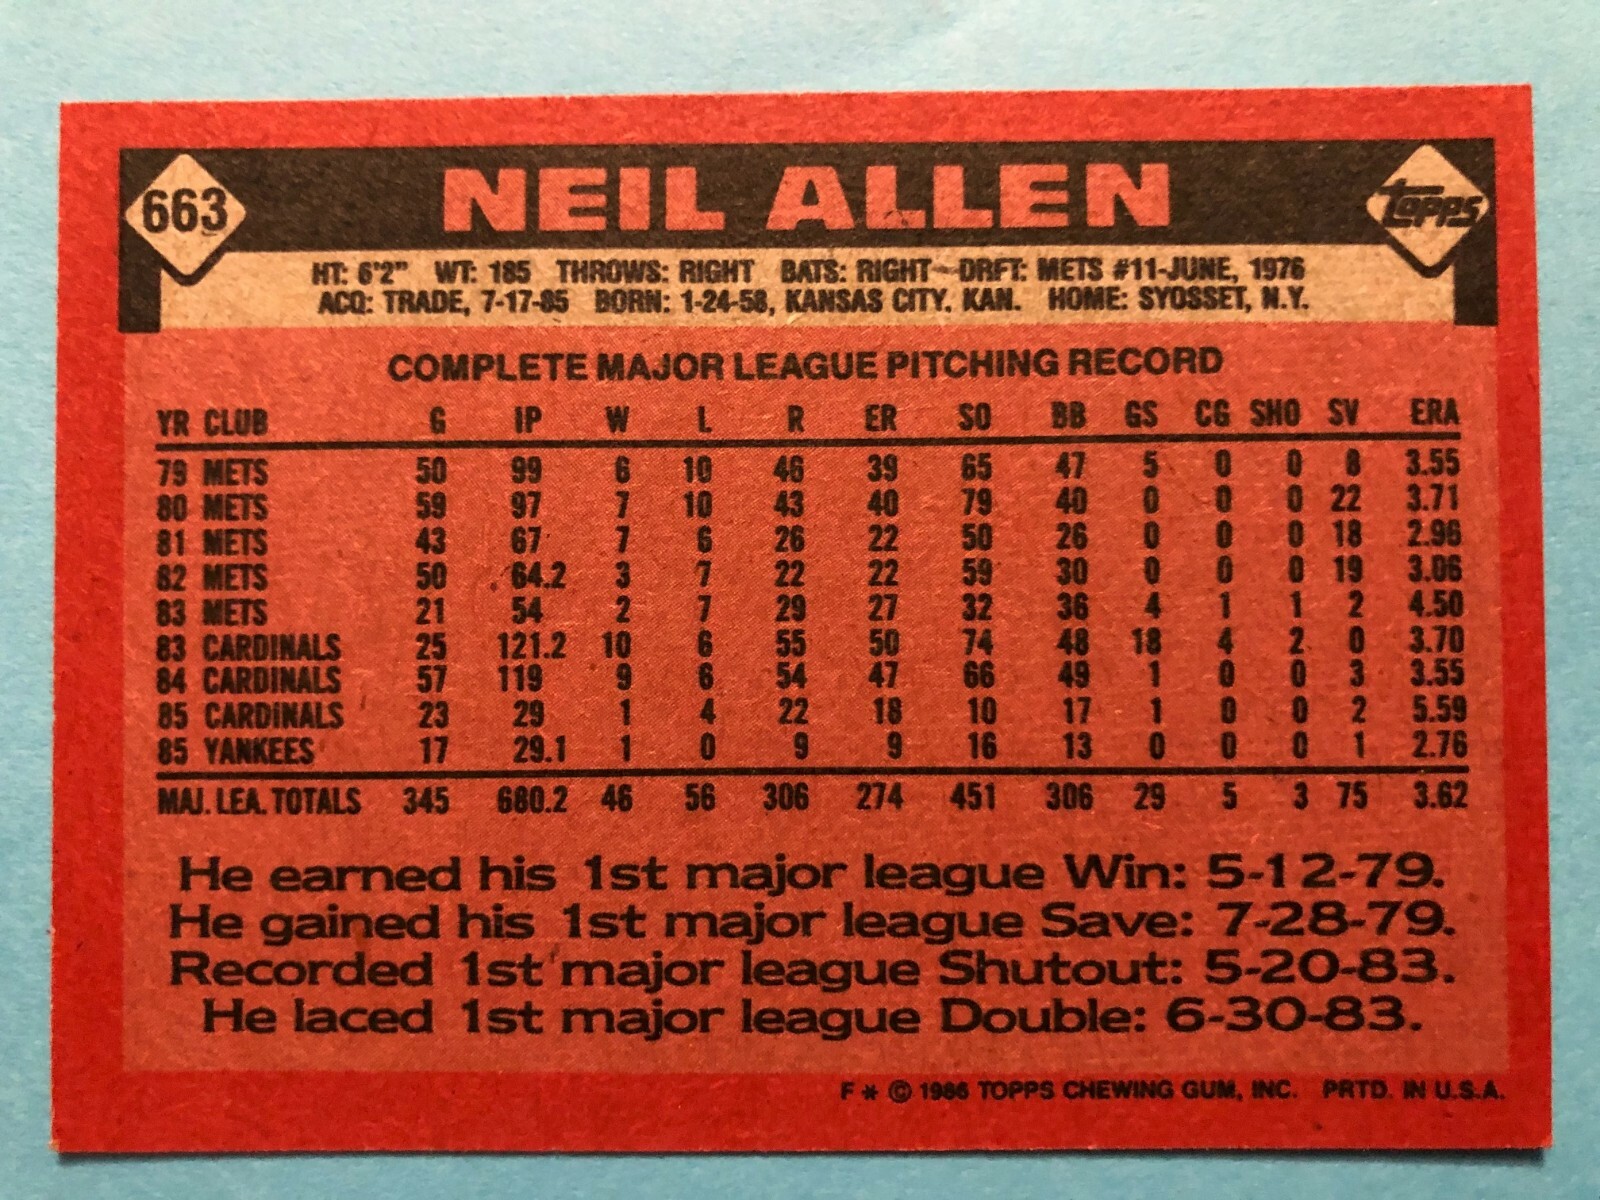 663 NEIL ALLEN topps
HT: 6'2" WT: 185 THROWS: RIGHT BATS: RIGHT DRFT: METS #11-JUNE, 1976
ACQ: TRADE, 7-17-85 BORN: 1-24-58, KANSAS CITY, KAN. HOME: SYOSSET, N.Y.
COMPLETE MAJOR LEAGUE PITCHING RECORD
YR CLUB G IP W L R ER SO BB GS CG SHO SV ERA
79 METS 50 99 6 10 46 39 65 47 5 0 0 8 3.55
80 METS 59 97 7 10 43 40 79 40 0 0 0 22 3.71
81 METS 43 67 7 6 26 22 50 26 0 0 0 18 2.96
82 METS 50 64.2 3 7 22 22 59 30 0 0 0 19 3.06
83 METS 21 54 2 7 29 27 32 36 4 1 1 2 4.50
83 CARDINALS 25 121.2 10 6 55 50 74 48 18 4 2 0 3.70
84 CARDINALS 57 119 9 6 54 47 66 49 1 0 0 3 3.55
85 CARDINALS 23 29 1 4 22 18 10 17 1 0 0 2 5.59
85 YANKEES 17 29.1 1 0 9 9 16 13 0 0 0 1 2.76
MAJ. LEA. TOTALS 345 680.2 46 56 306 274 451 306 29 5 3 75 3.62
He earned his 1st major league Win: 5-12-79.
He gained his 1st major league Save: 7-28-79.
Recorded 1st major league Shutout: 5-20-83.
He laced 1st major league Double: 6-30-83.
F * © 1986 TOPPS CHEWING GUM, INC. PRTD. IN U.S.A.